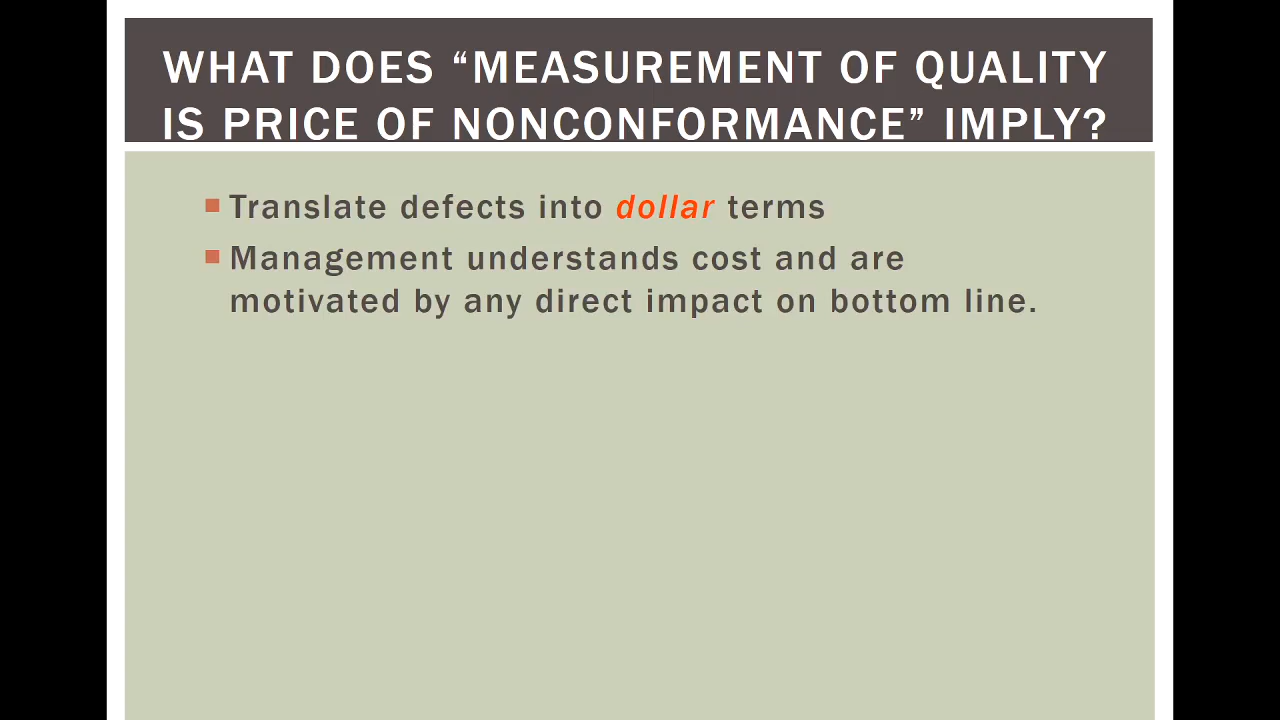 WHAT DOES “MEASUREMENT OF QUALITY
IS PRICE OF NONCONFORMANCE” IMPLY?
Translate defects into dollar terms
Management understands cost and are
motivated by any direct impact on bottom line.